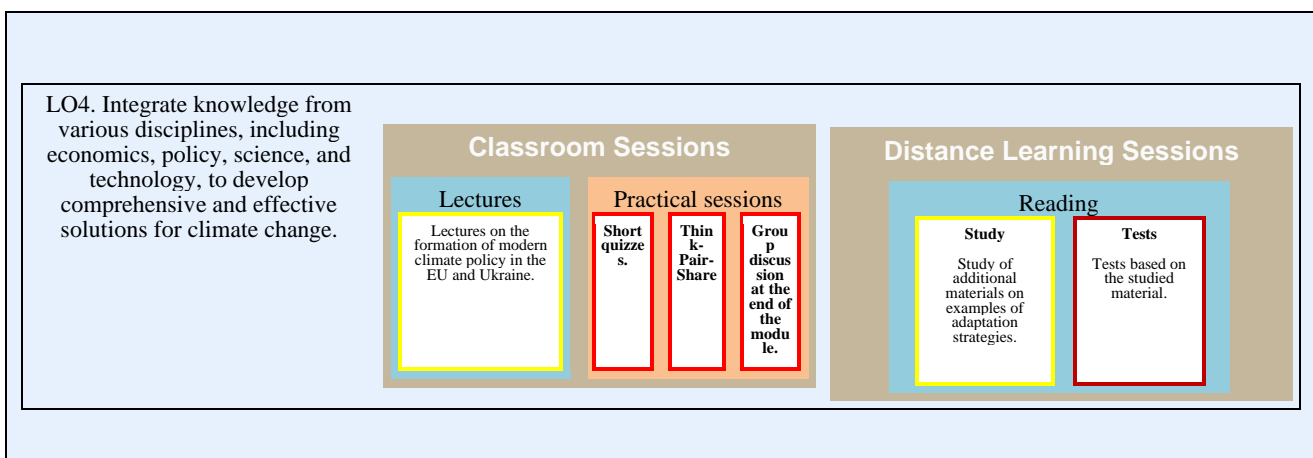 LO4. Integrate knowledge from
various disciplines, including
economics, policy, science, and
technology, to develop
comprehensive and effective
solutions for climate change.
Classroom Sessions
Lectures
Lectures on the
formation of modern
climate policy in the
EU and Ukraine.
Practical sessions
Short
quizze
s.
Thin
k-
Pair-
Share
Grou
p
discu
ssion
at the
end of
the
modu
le.
Distance Learning Sessions
Reading
Study
Study of
additional
materials on
examples of
adaptation
strategies.
Tests
Tests based on
the studied
material.